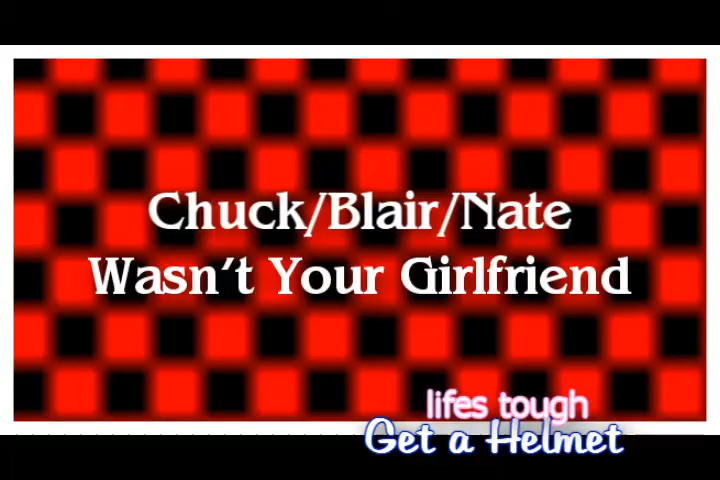 Chuck/Blair/Nate
Wasn't Your Girlfriend
lifes tough
Get a Helmet